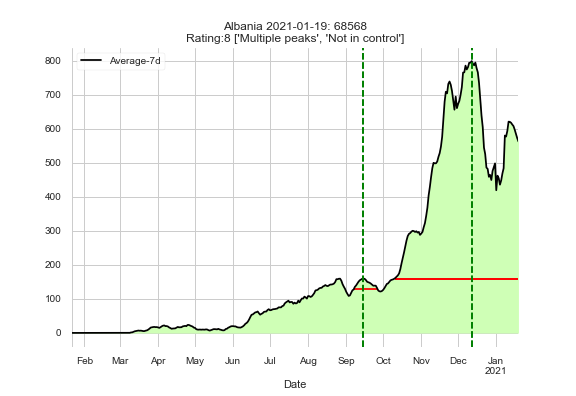 Albania 2021-01-19: 68568
Rating:8 ['Multiple peaks', 'Not in control']
Average-7d
800
700
600
500
400
300
200
100
0
Feb Mar Apr May Jun Jul Aug Sep Oct Nov Dec Jan
2021
Date